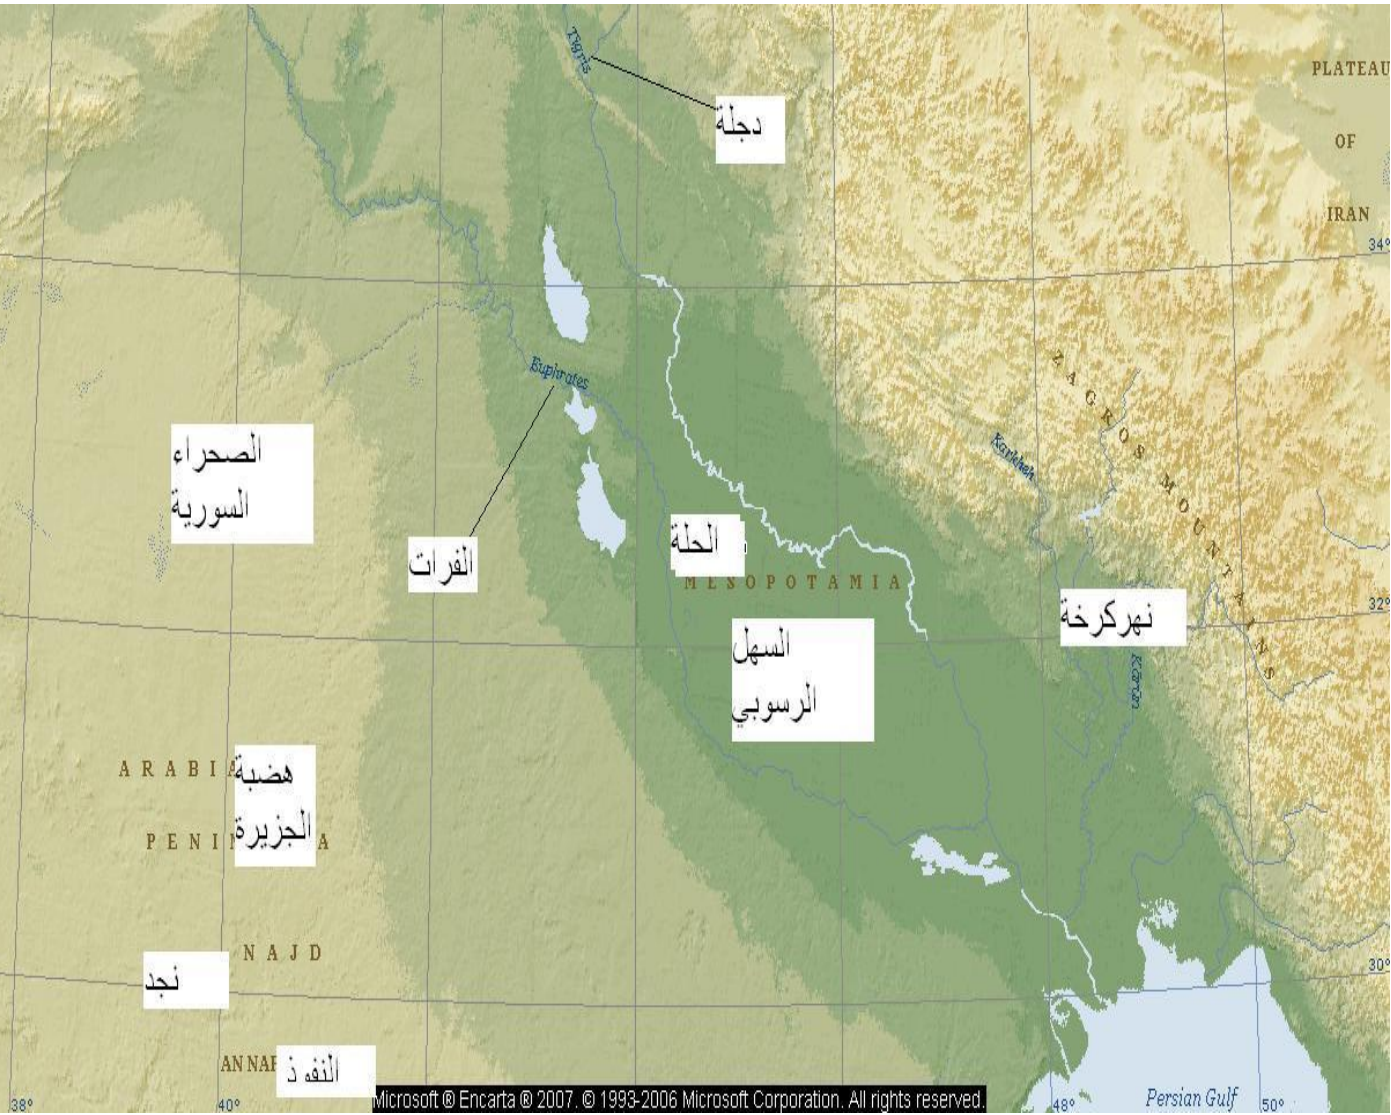 Tigris
دجلة
PLATEAU
OF
IRAN
34°
Euphrates
ZAGROS MOUNTAINS
Karkheh
الصحراء
السورية
الفرات
الحلة
MESOPOTAMIA
32°
نهركرخة
السهل
الرسوبي
Kārūn
ARABIA
هضبة
الجزيرة
PENIN A
NAJD
نجد
30°
AN NAF
النفوذ
Microsoft ® Encarta ® 2007. © 1993-2006 Microsoft Corporation. All rights reserved.
38°
40°
48°
Persian Gulf
50°